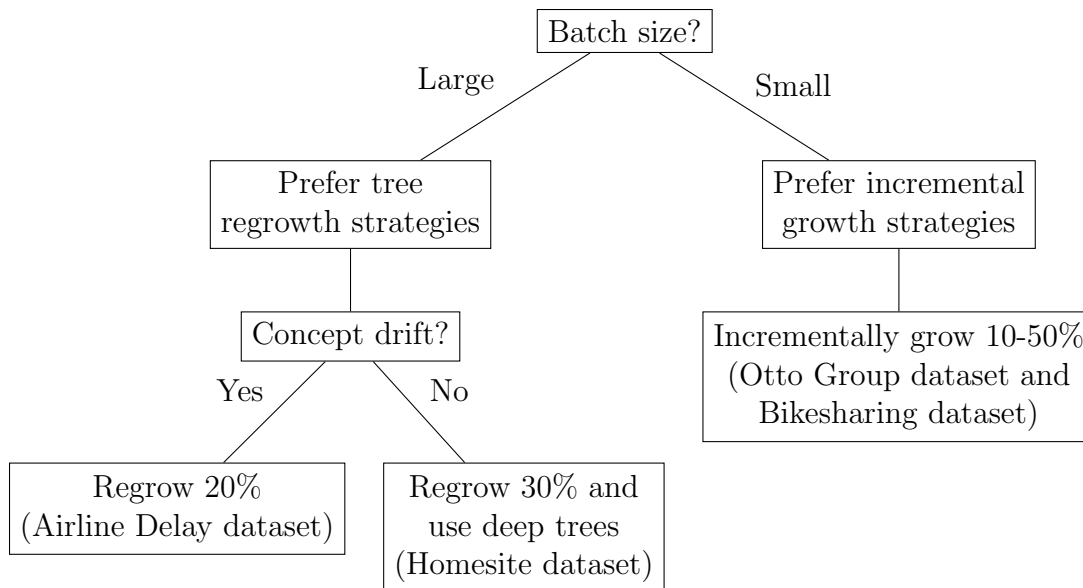 Batch size?
Large
Small
Prefer tree
regrowth strategies
Prefer incremental
growth strategies
Concept drift?
Incrementally grow 10-50%
(Otto Group dataset and
Bikesharing dataset)
Yes
No
Regrow 20%
(Airline Delay dataset)
Regrow 30% and
use deep trees
(Homesite dataset)